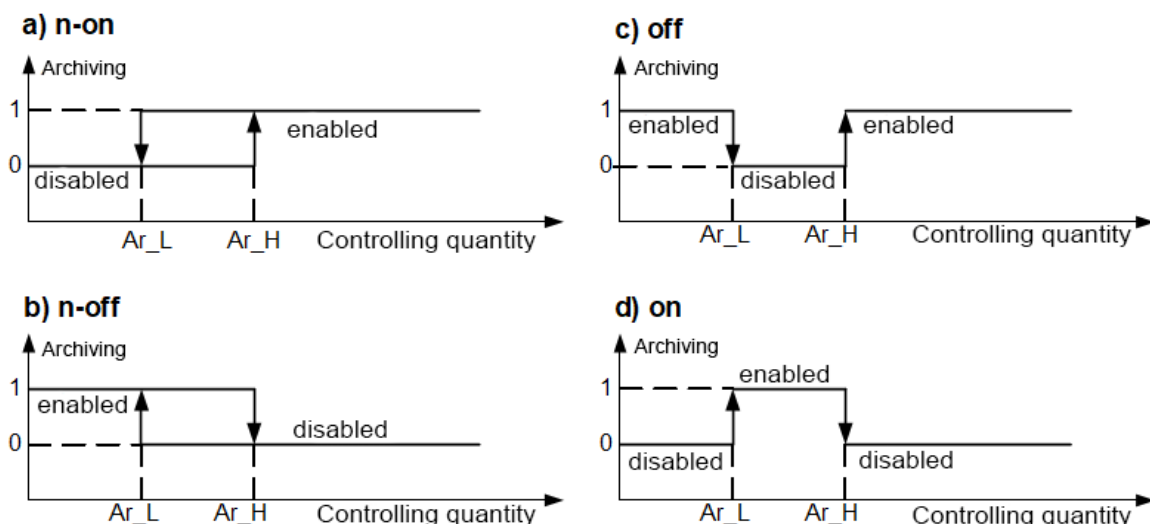 a) n-on
Archiving
1
enabled
0
disabled
Ar_L Ar_H Controlling quantity
c) off
Archiving
1
enabled enabled
0
disabled
Ar_L Ar_H Controlling quantity
b) n-off
Archiving
1
enabled
disabled
0
Ar_L Ar_H Controlling quantity
d) on
Archiving
enabled
1
0
disabled disabled
Ar_L Ar_H Controlling quantity